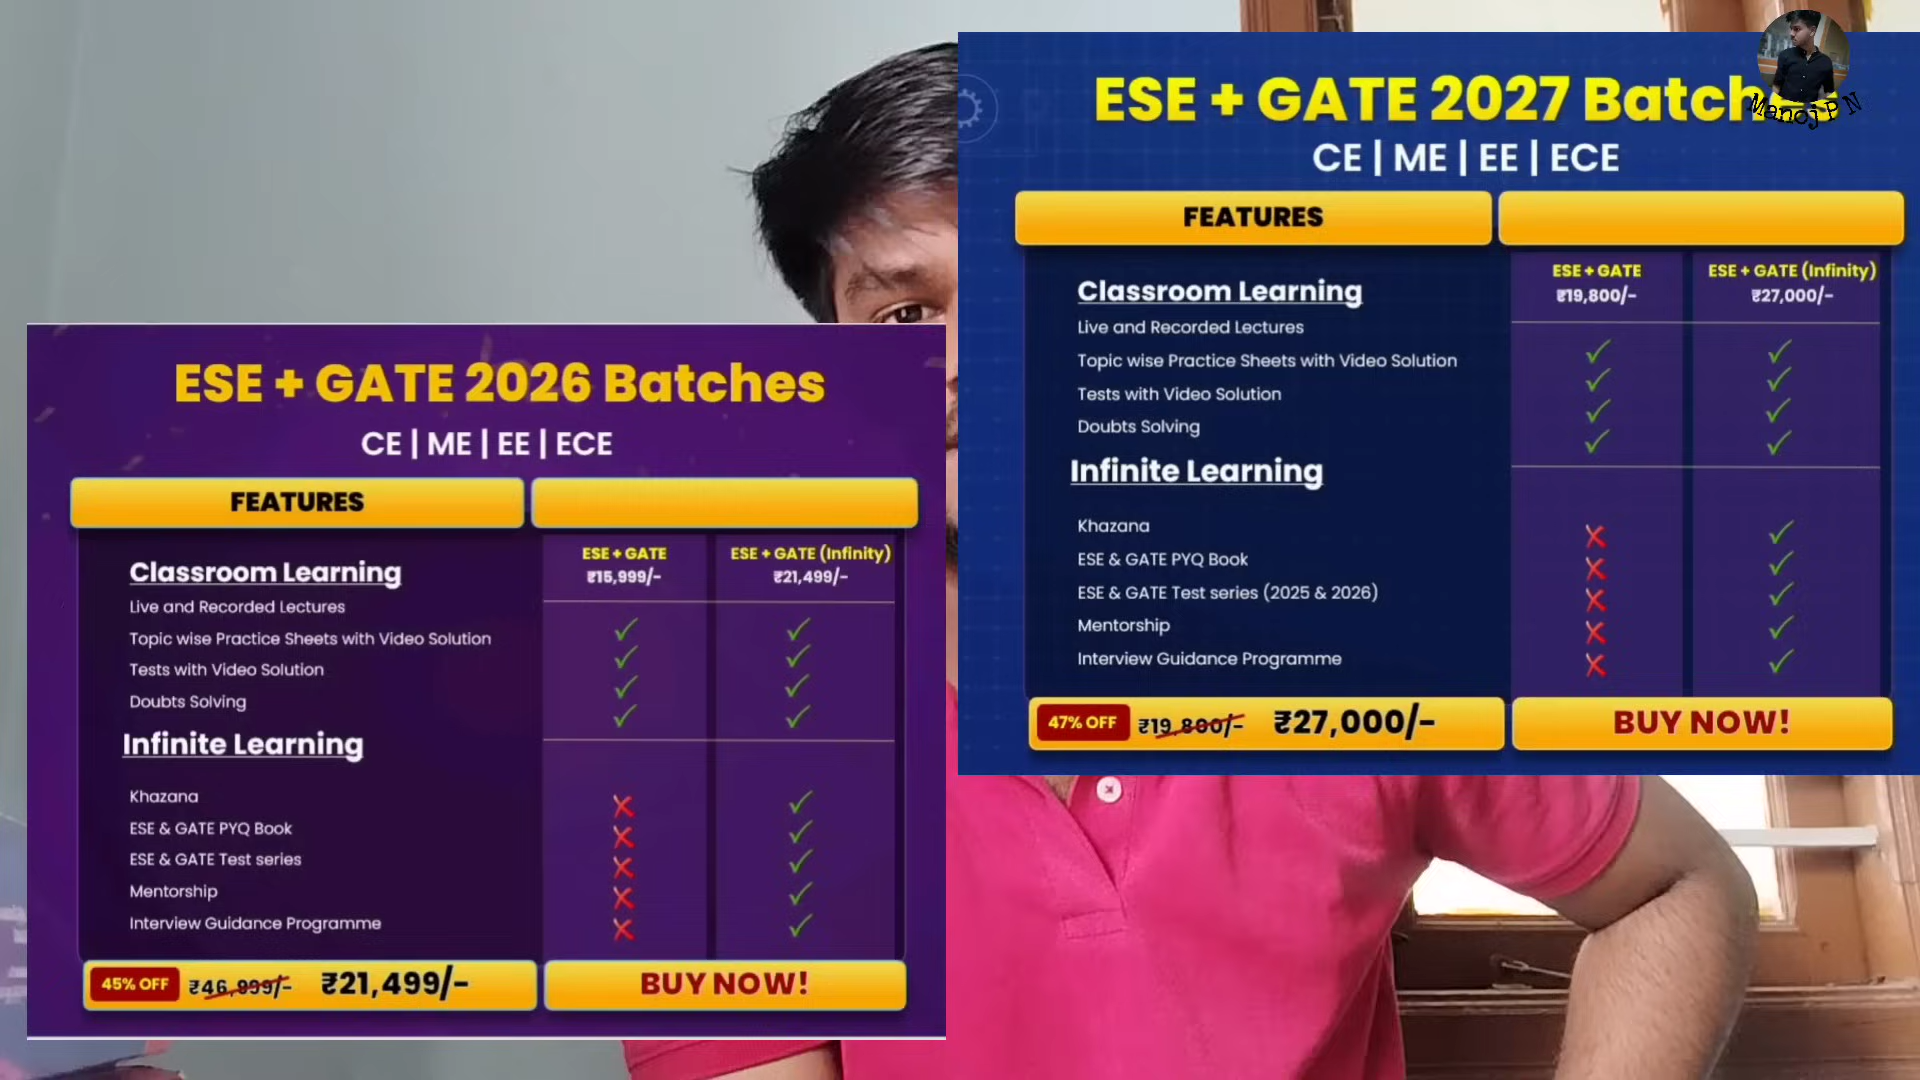 ESE + GATE 2026 Batches
CE | ME | EE | ECE
FEATURES
ESE + GATE
₹15,999/-
ESE + GATE (Infinity)
₹21,499/-
Classroom Learning
Live and Recorded Lectures
Topic wise Practice Sheets with Video Solution
Tests with Video Solution
Doubts Solving
Infinite Learning
Khazana
ESE & GATE PYQ Book
ESE & GATE Test series
Mentorship
Interview Guidance Programme
45% OFF ₹46,999/- ₹21,499/-
BUY NOW!
ESE + GATE 2027
CE | ME | EE | ECE
FEATURES
ESE + GATE
₹19,800/-
ESE + GATE (Infinity)
₹27,000/-
Classroom Learning
Live and Recorded Lectures
Topic wise Practice Sheets with Video Solution
Tests with Video Solution
Doubts Solving
Infinite Learning
Khazana
ESE & GATE PYQ Book
ESE & GATE Test series (2025 & 2026)
Mentorship
Interview Guidance Programme
47% OFF ₹19,800/- ₹27,000/-
BUY NOW!
Manoj P N